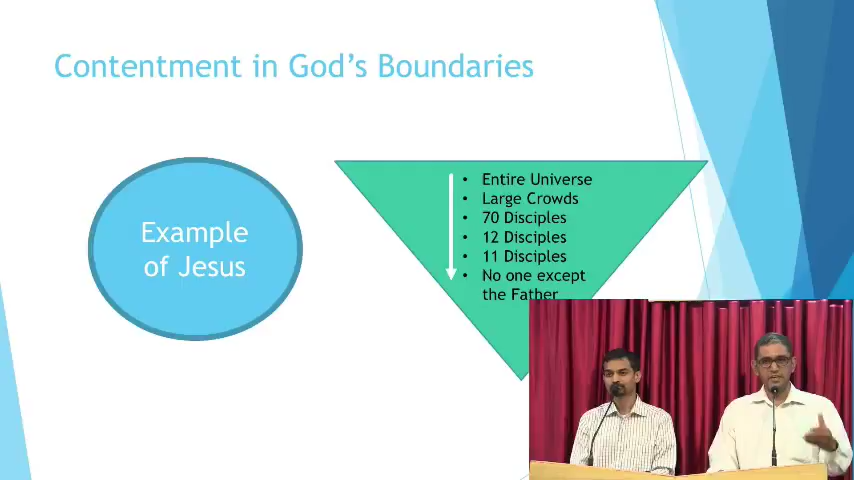 Contentment in God's Boundaries
Example
of Jesus
• Entire Universe
• Large Crowds
• 70 Disciples
• 12 Disciples
• 11 Disciples
• No one except
the Father